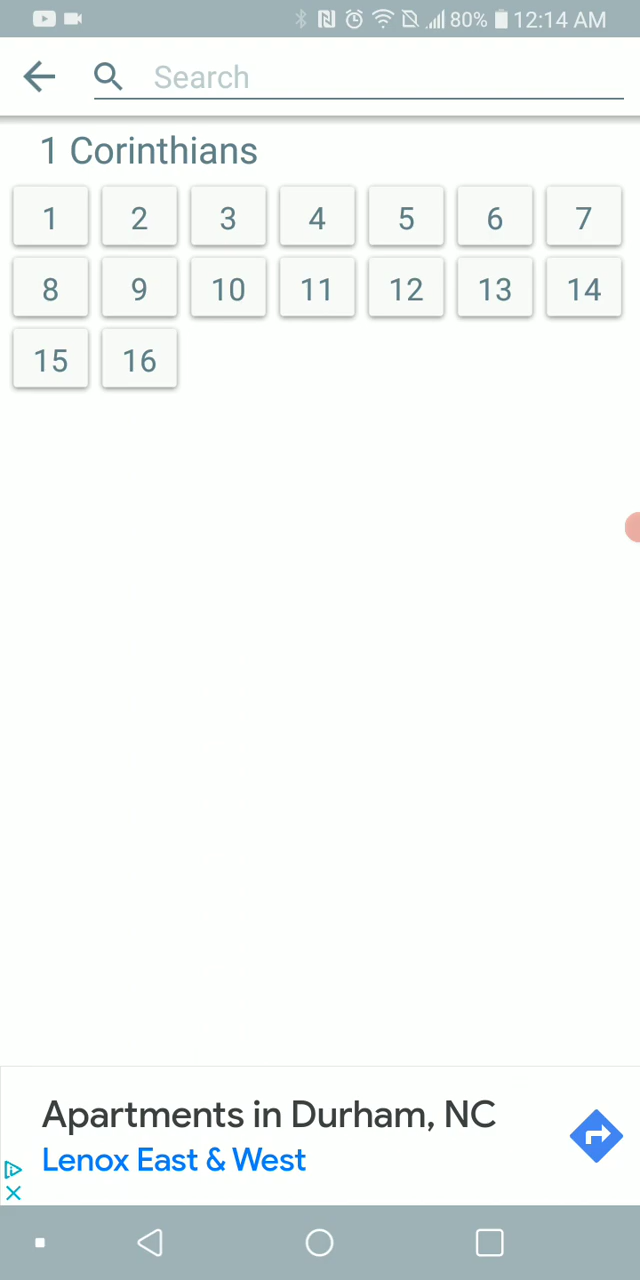 80% 12:14 AM
Search
1 Corinthians
1 2 3 4 5 6 7
8 9 10 11 12 13 14
15 16
Apartments in Durham, NC
Lenox East & West